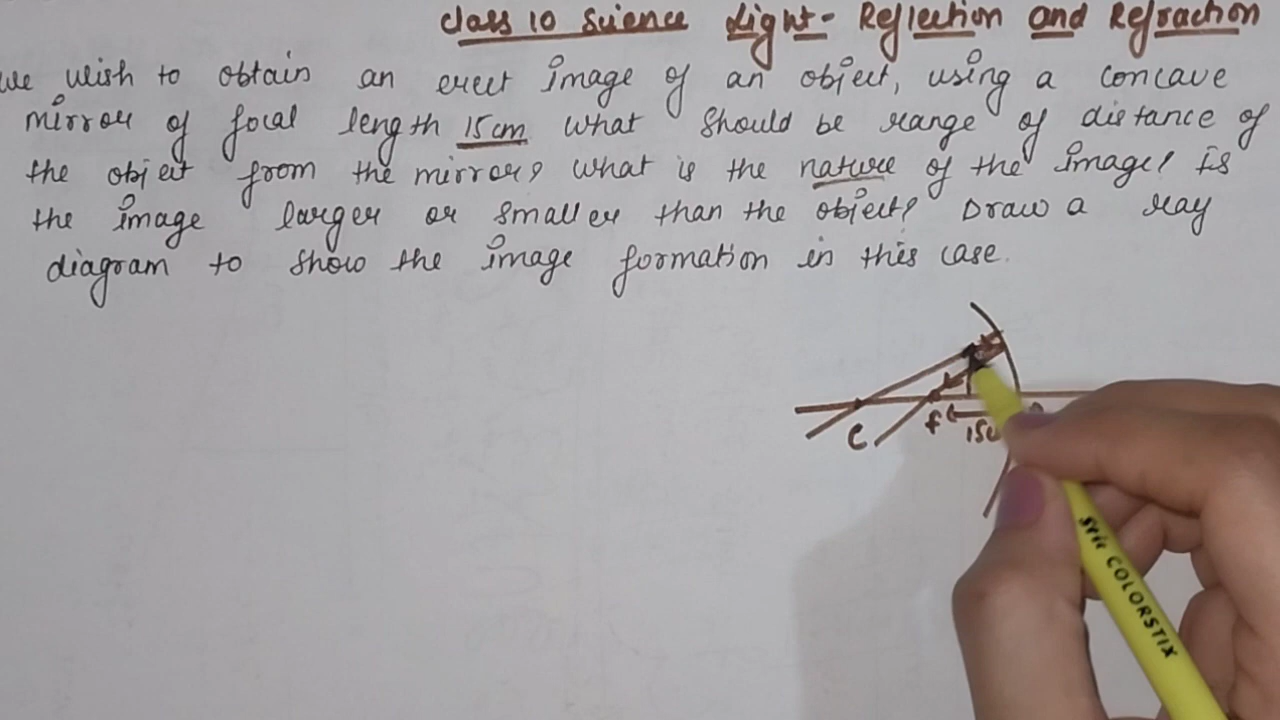 Class 10 Science Light- Reflection and Refraction
we wish to obtain an erect image of an object, using a concave
mirror of focal length 15cm what should be range of distance of
the object from the mirror? what is the nature of the image? Is
the image larger or smaller than the object? Draw a ray
diagram to show the image formation in this case.
C F
Stic COLORSTIX